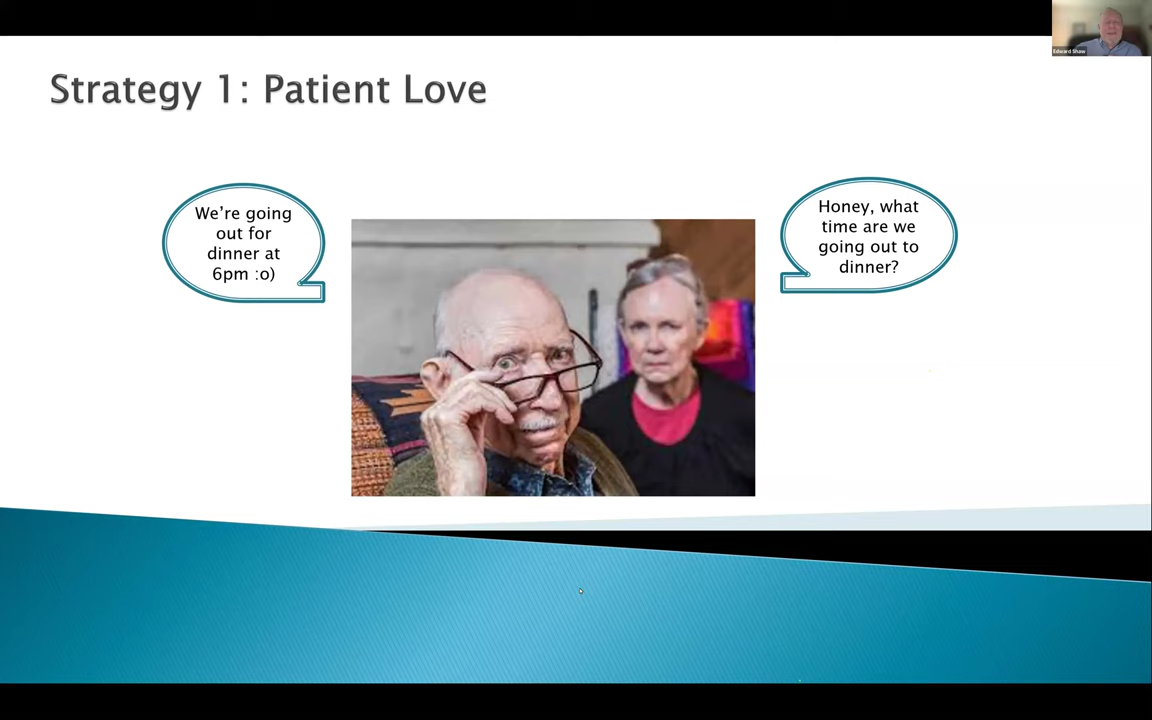 Edward Shaw
Strategy 1: Patient Love
We're going
out for
dinner at
6pm :o)
Honey, what
time are we
going out to
dinner?